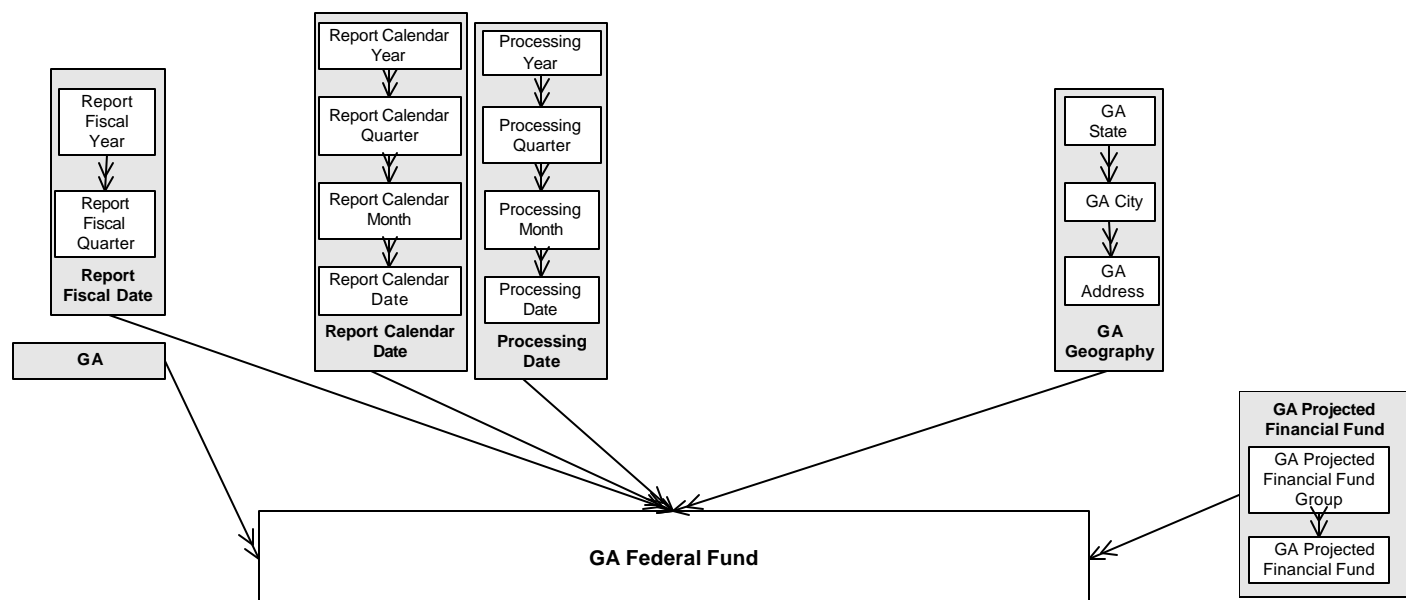 Report
Fiscal
Year
Report
Fiscal
Quarter
Report
Fiscal Date
GA
Report Calendar
Year
Report Calendar
Quarter
Report Calendar
Month
Report Calendar
Date
Report Calendar
Date
Processing
Year
Processing
Quarter
Processing
Month
Processing
Date
Processing
Date
GA
State
GA City
GA
Address
GA
Geography
GA Projected
Financial Fund
GA Projected
Financial Fund
Group
GA Projected
Financial Fund
GA Federal Fund